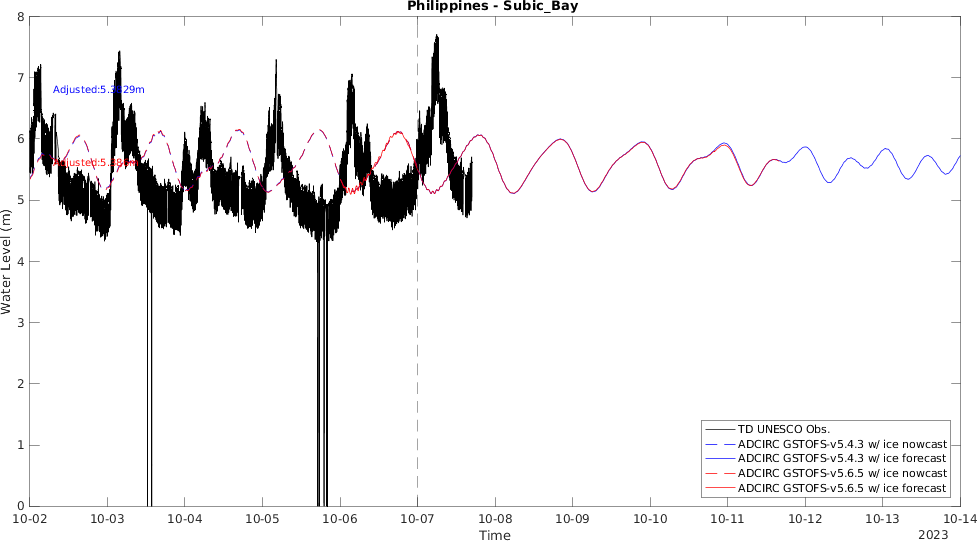 Philippines - Subic_Bay
8
7
6
5
4
3
2
1
0
Water Level (m)
Adjusted:5.3829m
TD UNESCO Obs.
ADCIRC GSTOFS-v5.4.3 w/ ice nowcast
ADCIRC GSTOFS-v5.4.3 w/ ice forecast
ADCIRC GSTOFS-v5.6.5 w/ ice nowcast
ADCIRC GSTOFS-v5.6.5 w/ ice forecast
10-02 10-03 10-04 10-05 10-06 10-07 10-08 10-09 10-10 10-11 10-12 10-13 10-14
Time
2023